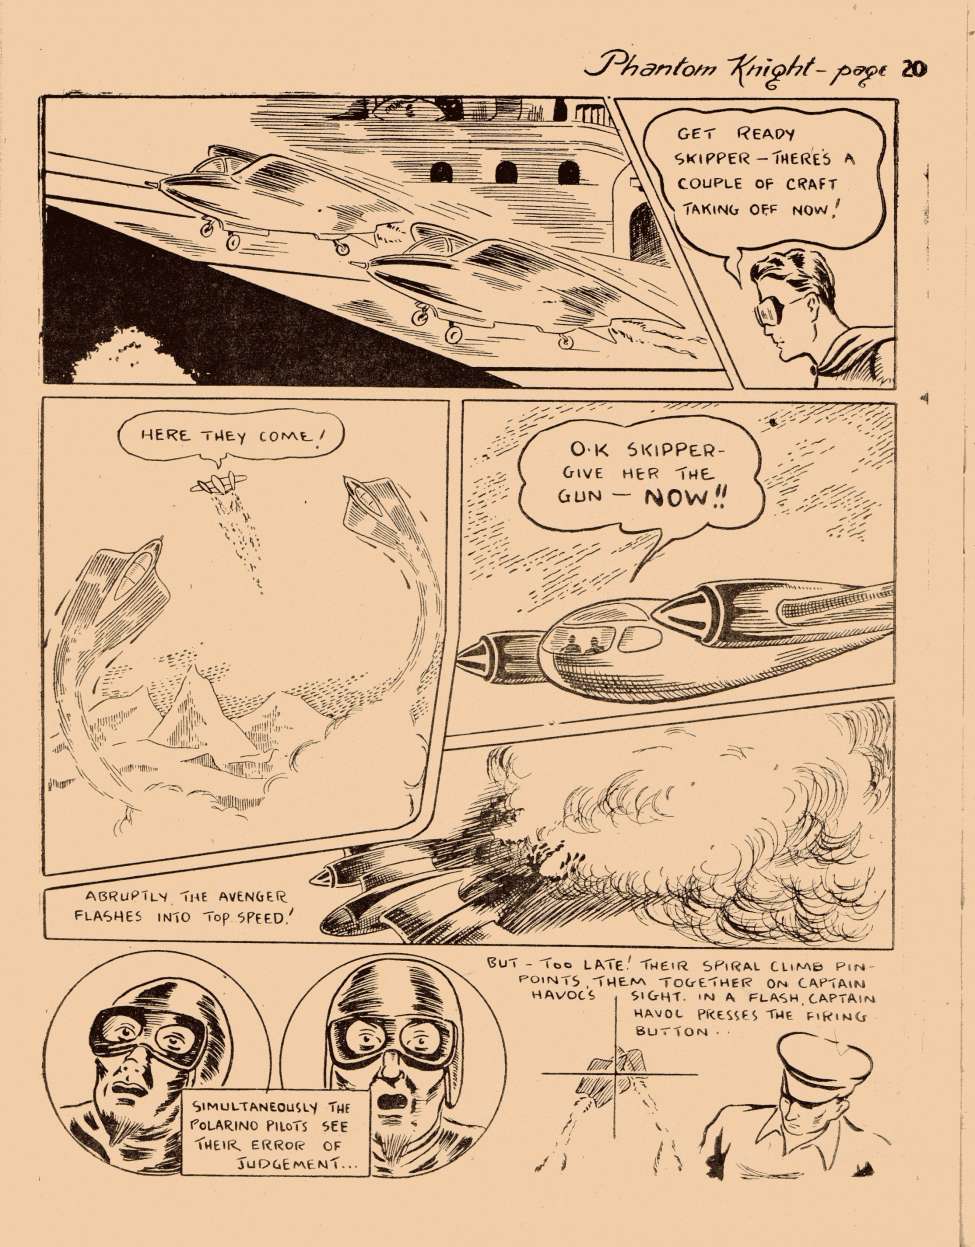 Phantom Knight - page 20
GET READY
SKIPPER - THERE'S A
COUPLE OF CRAFT
TAKING OFF NOW!
HERE THEY COME!
O.K SKIPPER-
GIVE HER THE
GUN - NOW!!
ABRUPTLY THE AVENGER
FLASHES INTO TOP SPEED!
SIMULTANEOUSLY THE
POLARINO PILOTS SEE
THEIR ERROR OF
JUDGEMENT...
BUT - TOO LATE! THEIR SPIRAL CLIMB PIN-
POINTS THEM TOGETHER ON CAPTAIN
HAVOC'S SIGHT. IN A FLASH, CAPTAIN
HAVOC PRESSES THE FIRING
BUTTON..